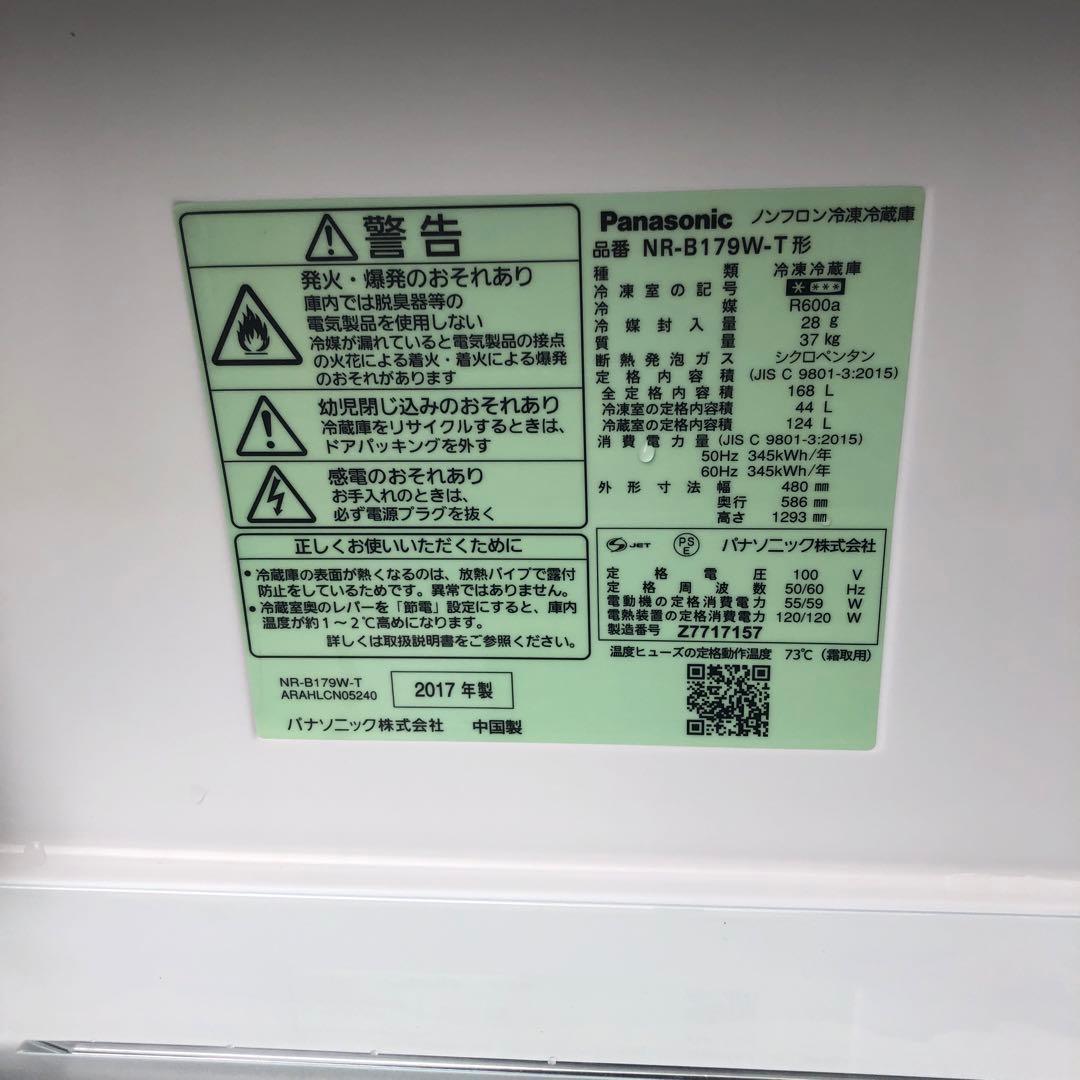 警告
発火・爆発のおそれあり
庫内では脱臭器等の
電気製品を使用しない
冷媒が漏れていると電気製品の接点
の火花による着火・着火による爆発
のおそれがあります
幼児閉じ込みのおそれあり
冷蔵庫をリサイクルするときは、
ドアパッキングを外す
感電のおそれあり
お手入れのときは、
必ず電源プラグを抜く
正しくお使いいただくために
・冷蔵庫の表面が熱くなるのは、放熱パイプで露付
防止をしているためです。異常ではありません。
・冷蔵室奥のレバーを「節電」設定にすると、庫内
温度が約1~2℃高めになります。
詳しくは取扱説明書をご参照ください。
NR-B179W-T
ARAHLCN05240
2017年製
パナソニック株式会社 中国製
Panasonic ノンフロン冷凍冷蔵庫
品番 NR-B179W-T形
種類 冷凍冷蔵庫
冷凍室の記号 ****
冷媒 R600a
冷媒封入量 28 g
質量 37 kg
断熱発泡ガス シクロペンタン
定格内容積 (JIS C 9801-3:2015)
全定格内容積 168 L
冷凍室の定格内容積 44 L
冷蔵室の定格内容積 124 L
消費電力量 (JIS C 9801-3:2015)
50Hz 345kWh/年
60Hz 345kWh/年
外形寸法 幅 480 mm
奥行 586 mm
高さ 1293 mm
JET PS E パナソニック株式会社
定格電圧 100 V
定格周波数 50/60 Hz
電動機の定格消費電力 55/59 W
電熱装置の定格消費電力 120/120 W
製造番号 Z7717157
温度ヒューズの定格動作温度 73℃(霜取用)